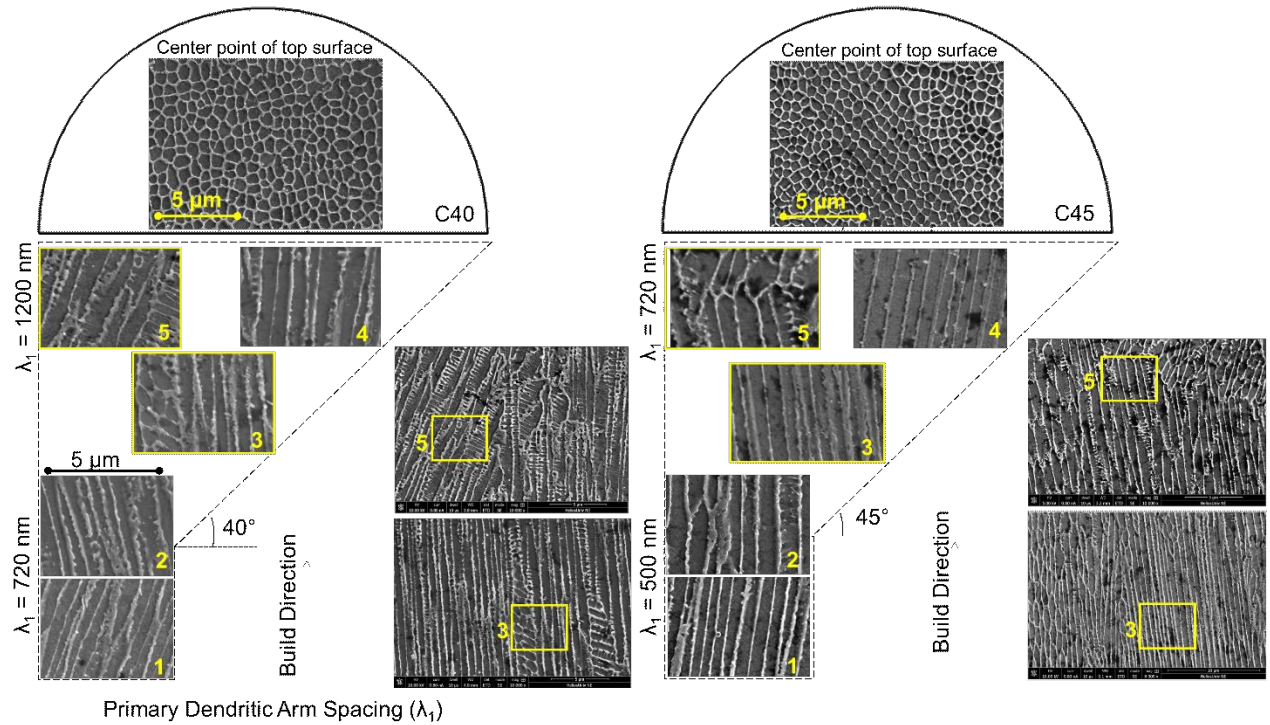 Center point of top surface
5 µm
C40
λ₁ = 1200 nm
5
4
3
5 µm
2
1
λ₁ = 720 nm
40°
Build Direction
5
3
Center point of top surface
5 µm
C45
λ₁ = 720 nm
5
4
3
2
1
λ₁ = 500 nm
45°
Build Direction
5
3
Primary Dendritic Arm Spacing (λ₁)